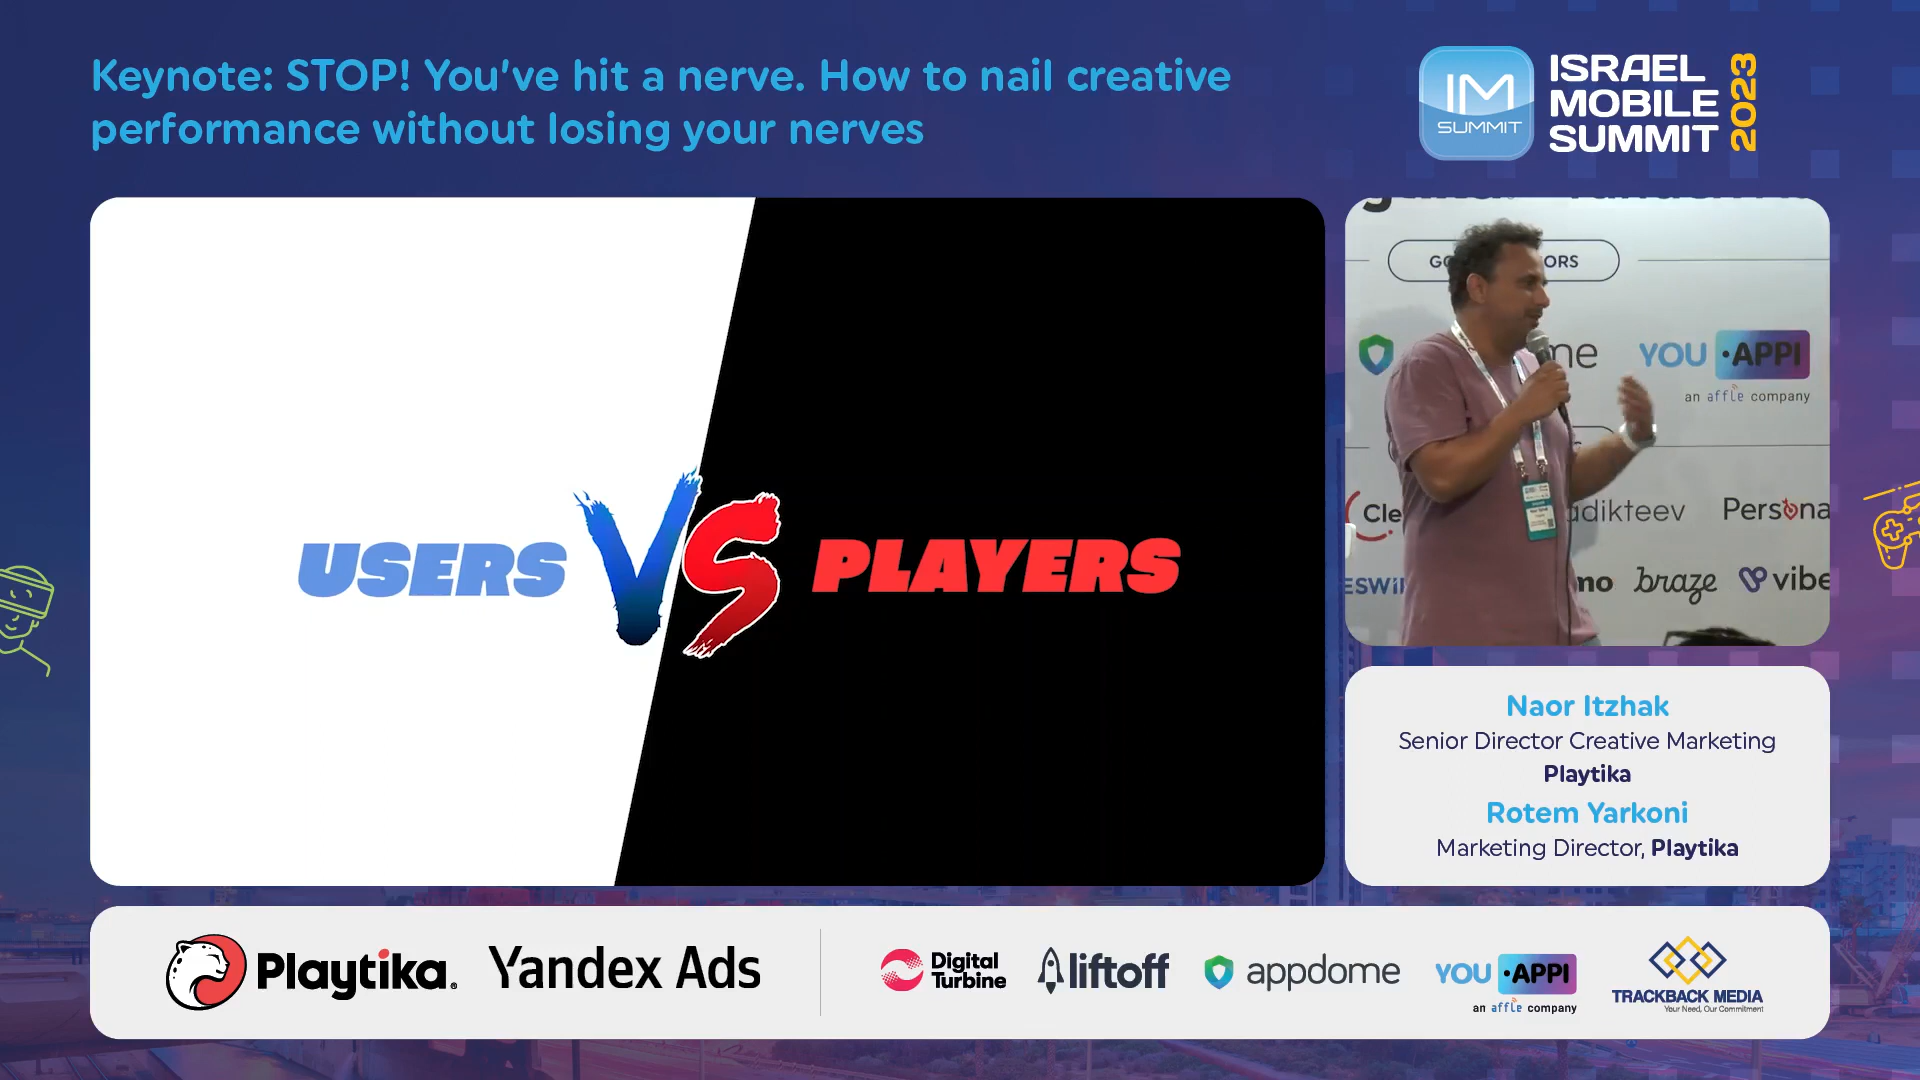 Keynote: STOP! You've hit a nerve. How to nail creative
performance without losing your nerves
IM
SUMMIT
ISRAEL
MOBILE
SUMMIT
2023
USERS VS PLAYERS
YOU•APPI
an affle company
adikteev
Persona
braze
vibe
Naor Itzhak
Senior Director Creative Marketing
Playtika
Rotem Yarkoni
Marketing Director, Playtika
Playtika.
Yandex Ads
Digital
Turbine
liftoff
appdome
YOU•APPI
an affle company
TRACKBACK MEDIA
Your Need, Our Commitment